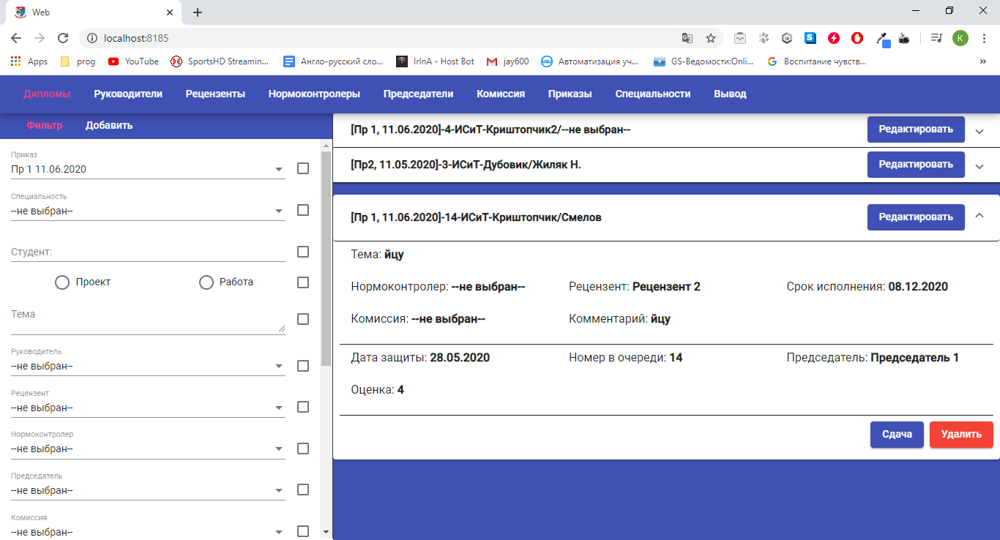 Web
localhost:8185
K
Apps
prog
YouTube
SportsHD Streamin...
Англо-русский сло...
IrInA - Host Bot
jay600
Автоматизация уч...
GS-Ведомости:Onli...
Воспитание чувств...
»
Дипломы Руководители Рецензенты Нормоконтролеры Председатели Комиссия Приказы Специальности Вывод
Фильтр Добавить
Приказ
Пр 1 11.06.2020
Специальность
--не выбран--
Студент:
Проект Работа
Тема
Руководитель
--не выбран--
Рецензент
--не выбран--
Нормоконтролер
--не выбран--
Председатель
--не выбран--
Комиссия
--не выбран--
[Пр 1, 11.06.2020]-4-ИСиТ-Криштопчик2/--не выбран-- Редактировать
[Пр2, 11.05.2020]-3-ИСиТ-Дубовик/Жиляк Н. Редактировать
[Пр 1, 11.06.2020]-14-ИСиТ-Криштопчик/Смелов Редактировать
Тема: йцу
Нормоконтролер: --не выбран-- Рецензент: Рецензент 2 Срок исполнения: 08.12.2020
Комиссия: --не выбран-- Комментарий: йцу
Дата защиты: 28.05.2020 Номер в очереди: 14 Председатель: Председатель 1
Оценка: 4
Сдача Удалить